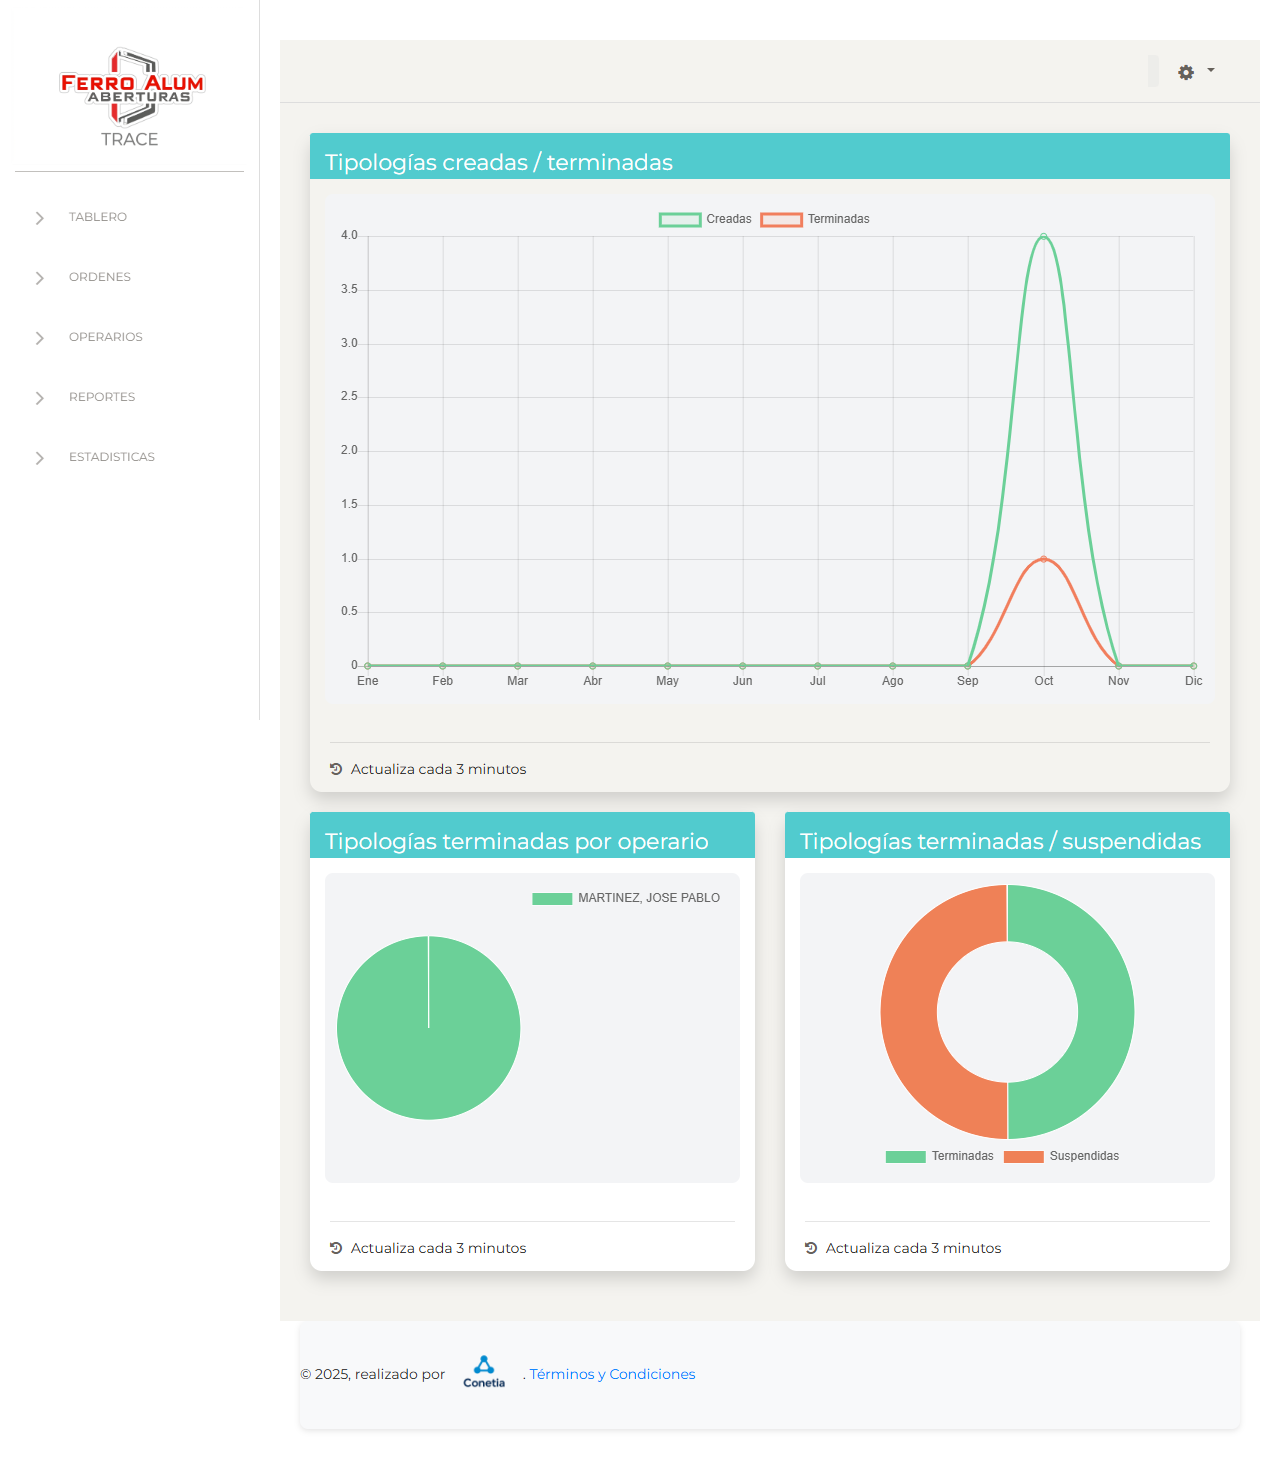 FERRO ALUM
ABERTURAS
TRACE
TABLERO
ORDENES
OPERARIOS
REPORTES
ESTADISTICAS
Tipologías creadas / terminadas
Creadas Terminadas
4.0
3.5
3.0
2.5
2.0
1.5
1.0
0.5
0
Ene Feb Mar Abr May Jun Jul Ago Sep Oct Nov Dic
Actualiza cada 3 minutos
Tipologías terminadas por operario
MARTINEZ, JOSE PABLO
Actualiza cada 3 minutos
Tipologías terminadas / suspendidas
Terminadas Suspendidas
Actualiza cada 3 minutos
© 2025, realizado por Conetia . Términos y Condiciones